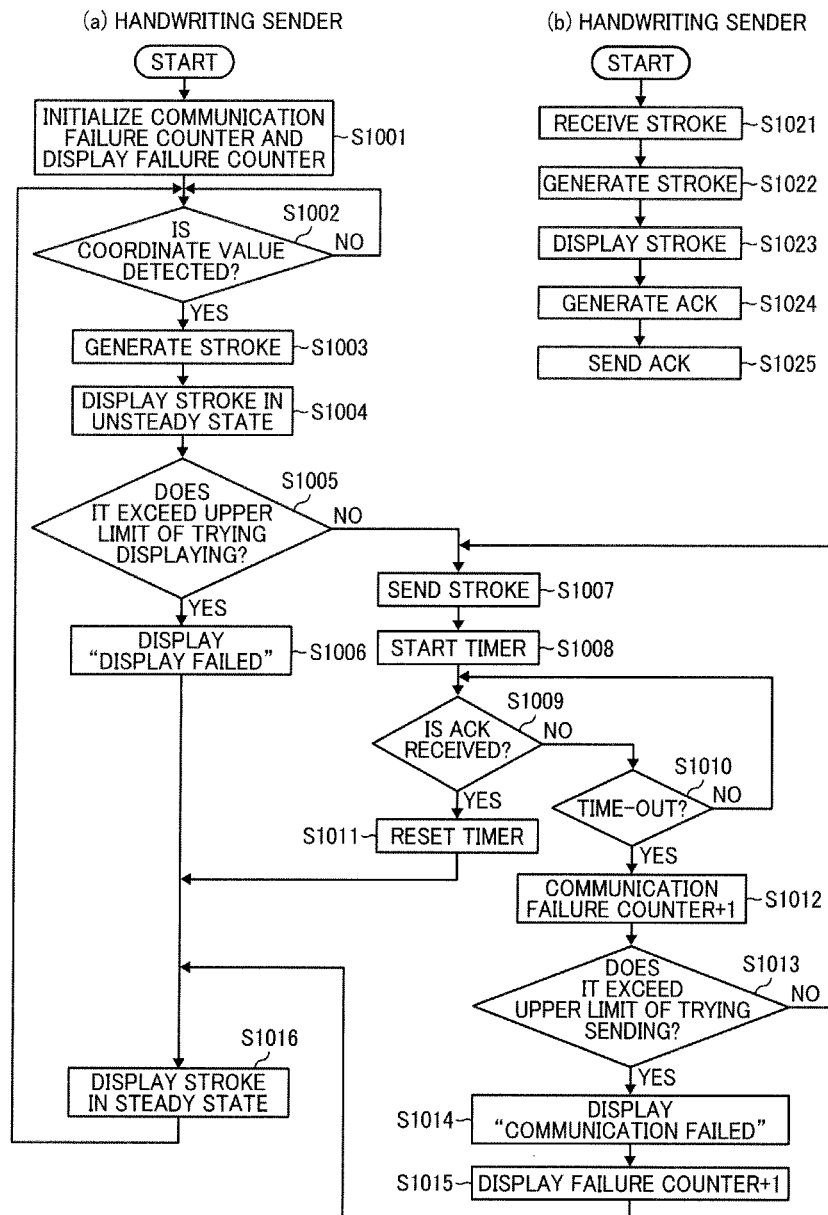 (a) HANDWRITING SENDER
START
INITIALIZE COMMUNICATION
FAILURE COUNTER AND
DISPLAY FAILURE COUNTER
S1001
S1002
IS
COORDINATE VALUE
DETECTED?
NO
YES
GENERATE STROKE
S1003
DISPLAY STROKE IN
UNSTEADY STATE
S1004
S1005
DOES
IT EXCEED UPPER
LIMIT OF TRYING
DISPLAYING?
NO
YES
DISPLAY
“DISPLAY FAILED”
S1006
SEND STROKE
S1007
START TIMER
S1008
S1009
IS ACK
RECEIVED?
NO
YES
S1010
TIME-OUT?
NO
YES
S1011
RESET TIMER
COMMUNICATION
FAILURE COUNTER+1
S1012
S1013
DOES
IT EXCEED
UPPER LIMIT OF TRYING
SENDING?
NO
YES
S1014
DISPLAY
“COMMUNICATION FAILED”
S1015
DISPLAY FAILURE COUNTER+1
S1016
DISPLAY STROKE
IN STEADY STATE
(b) HANDWRITING SENDER
START
RECEIVE STROKE
S1021
GENERATE STROKE
S1022
DISPLAY STROKE
S1023
GENERATE ACK
S1024
SEND ACK
S1025